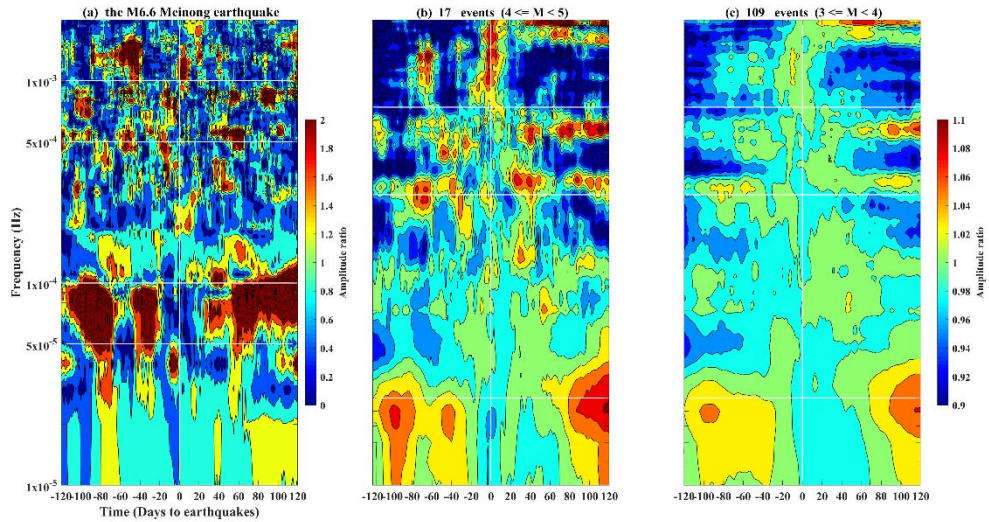 (a) the M6.6 Meinong earthquake
(b) 17 events (4 <= M < 5)
(c) 109 events (3 <= M < 4)
Frequency (Hz)
1x10-3
5x10-4
1x10-4
5x10-5
1x10-5
-120-100-80 -60 -40 -20 0 20 40 60 80 100 120
Time (Days to earthquakes)
2
1.8
1.6
1.4
1.2
1
0.8
0.6
0.4
0.2
0
Amplitude ratio
-120-100-80 -60 -40 -20 0 20 40 60 80 100 120
-120-100-80 -60 -40 -20 0 20 40 60 80 100 120
1.1
1.08
1.06
1.04
1.02
1
0.98
0.96
0.94
0.92
0.9
Amplitude ratio